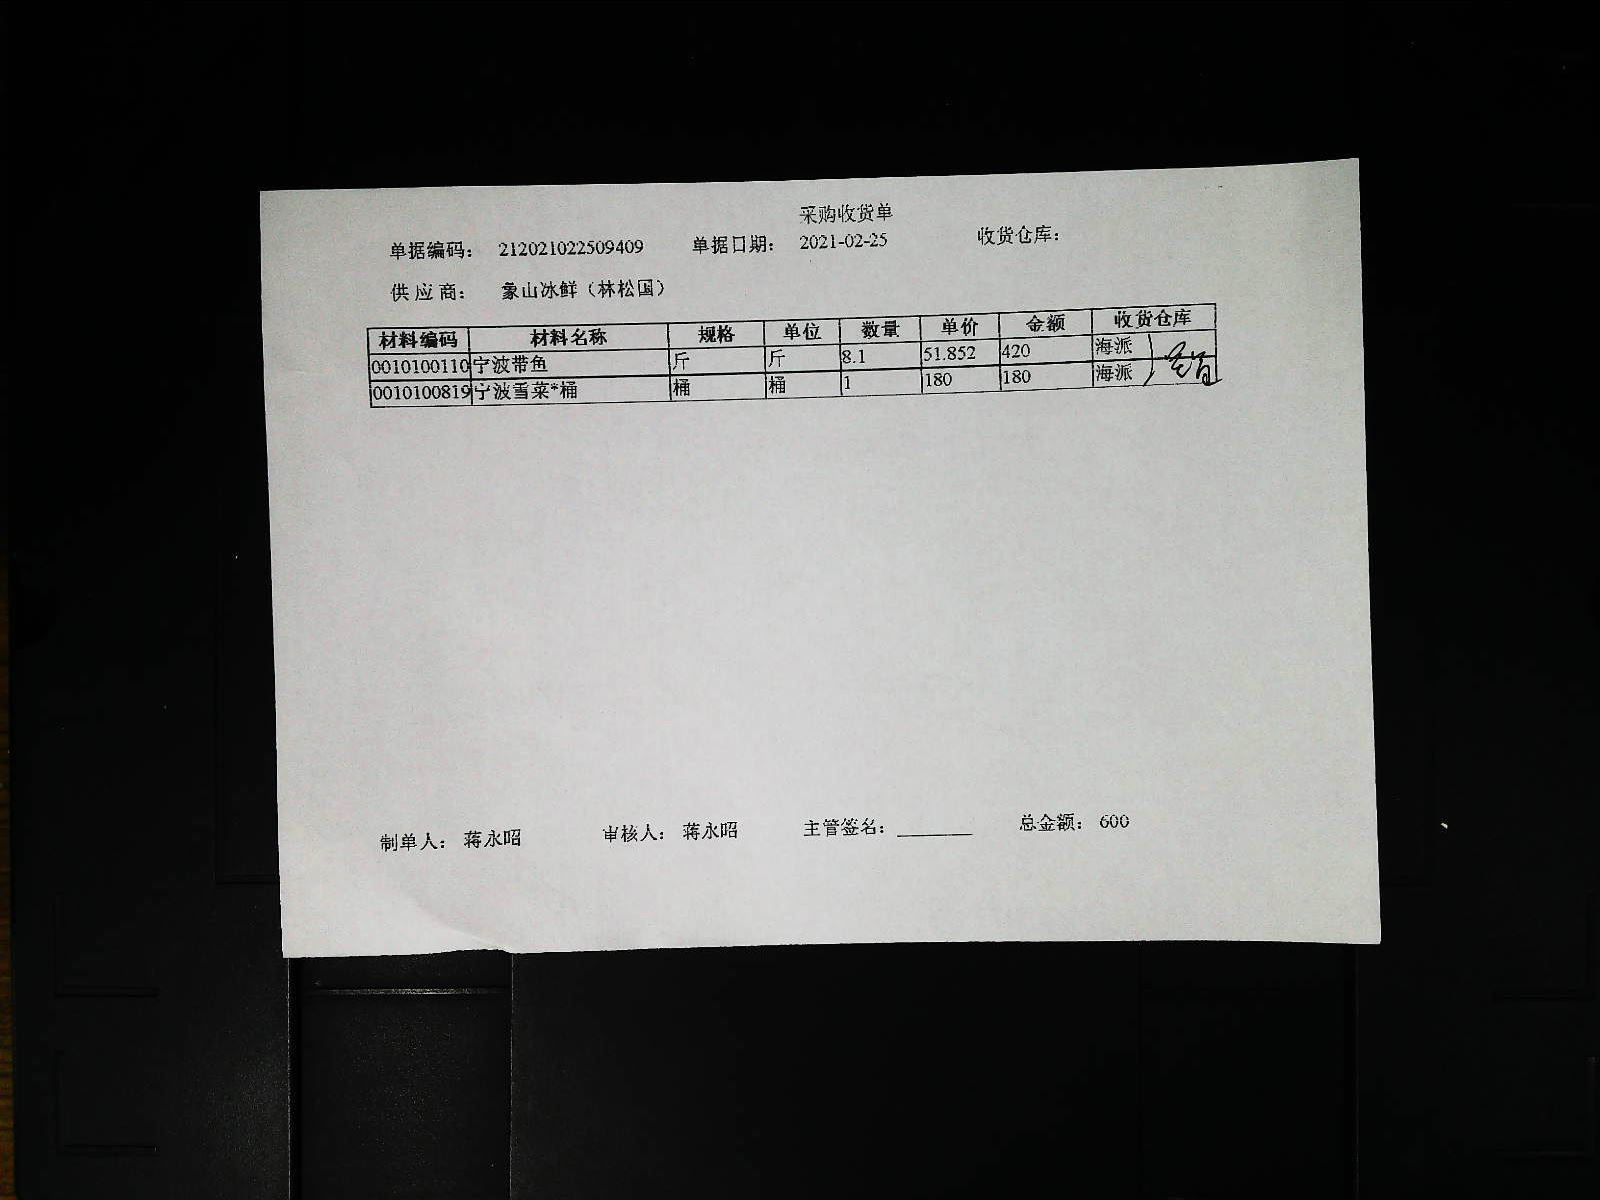 采购收货单
单据编码： 212021022509409 单据日期： 2021-02-25 收货仓库：
供应商： 象山冰鲜（林松国）
材料编码 材料名称 规格 单位 数量 单价 金额 收货仓库
0010100110 宁波带鱼 斤 斤 8.1 51.852 420 海派
0010100819 宁波雪菜*桶 桶 桶 1 180 180 海派
制单人： 蒋永昭 审核人： 蒋永昭 主管签名：________ 总金额： 600